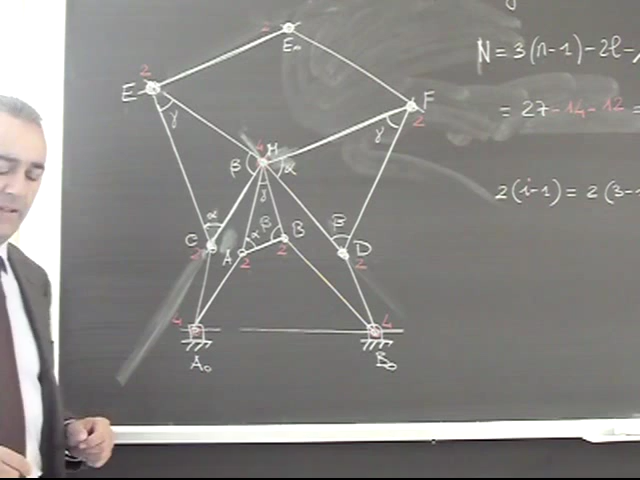 N = 3(n-1)-2l-
= 27-14-12=
2(i-1) = 2(3-
2
E
E
2
γ
F
2
γ
4
M
β
α
γ
α
C
2
α
A
2
β
B
2
β
D
2
4
A₀
4
B₀